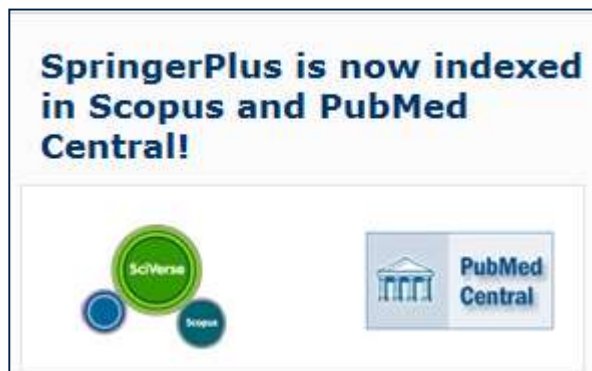 SpringerPlus is now indexed
in Scopus and PubMed
Central!
SciVerse
Scopus
PubMed
Central